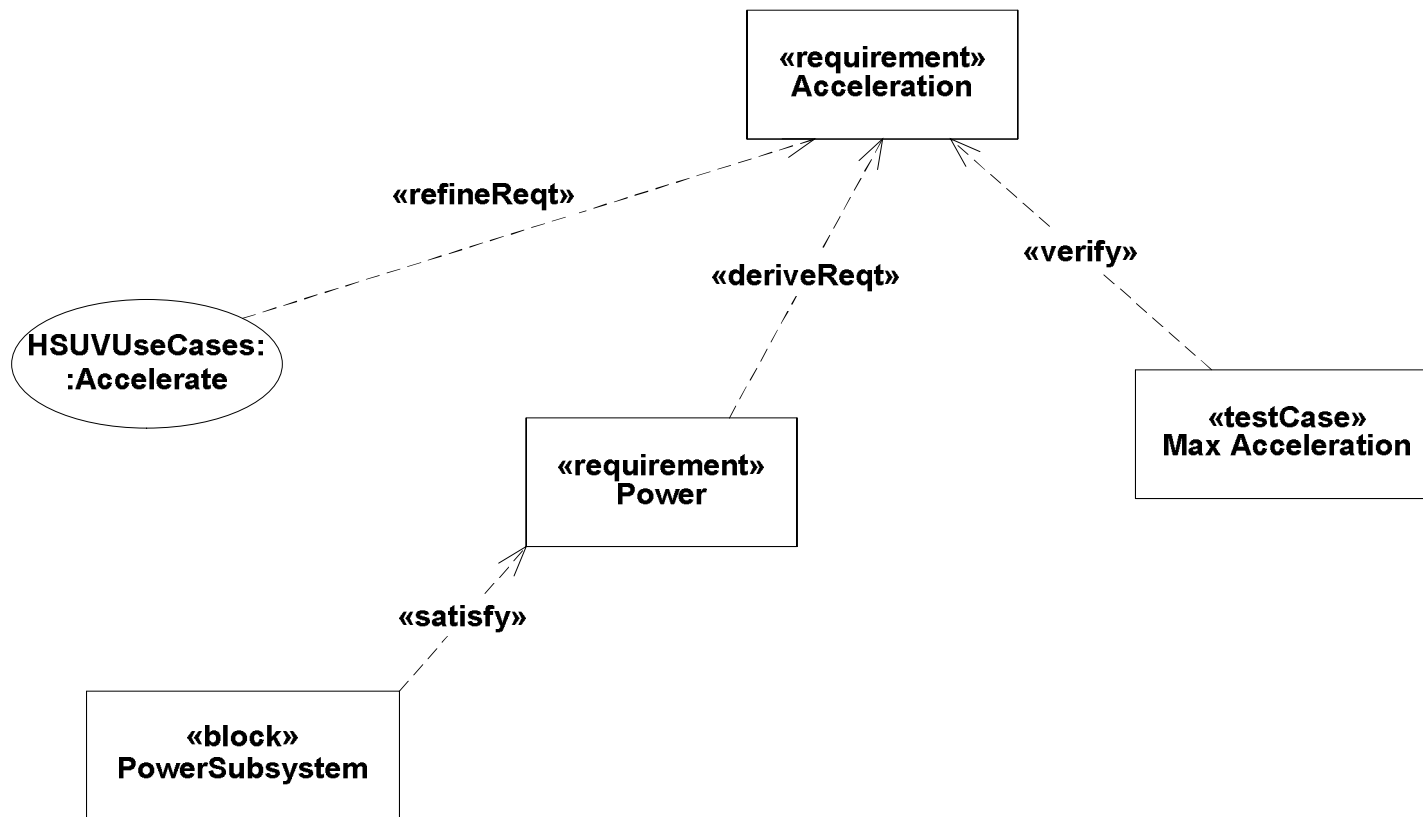 «requirement»
Acceleration
«refineReqt»
«verify»
«deriveReqt»
HSUVUseCases:
:Accelerate
«testCase»
Max Acceleration
«requirement»
Power
«satisfy»
«block»
PowerSubsystem